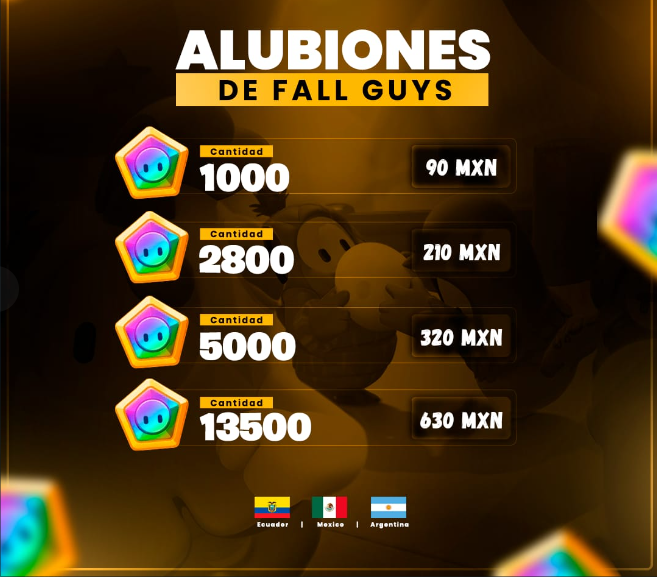 ALUBIONES
DE FALL GUYS
Cantidad
1000
90 MXN
Cantidad
2800
210 MXN
Cantidad
5000
320 MXN
Cantidad
13500
630 MXN
Ecuador | Mexico | Argentina